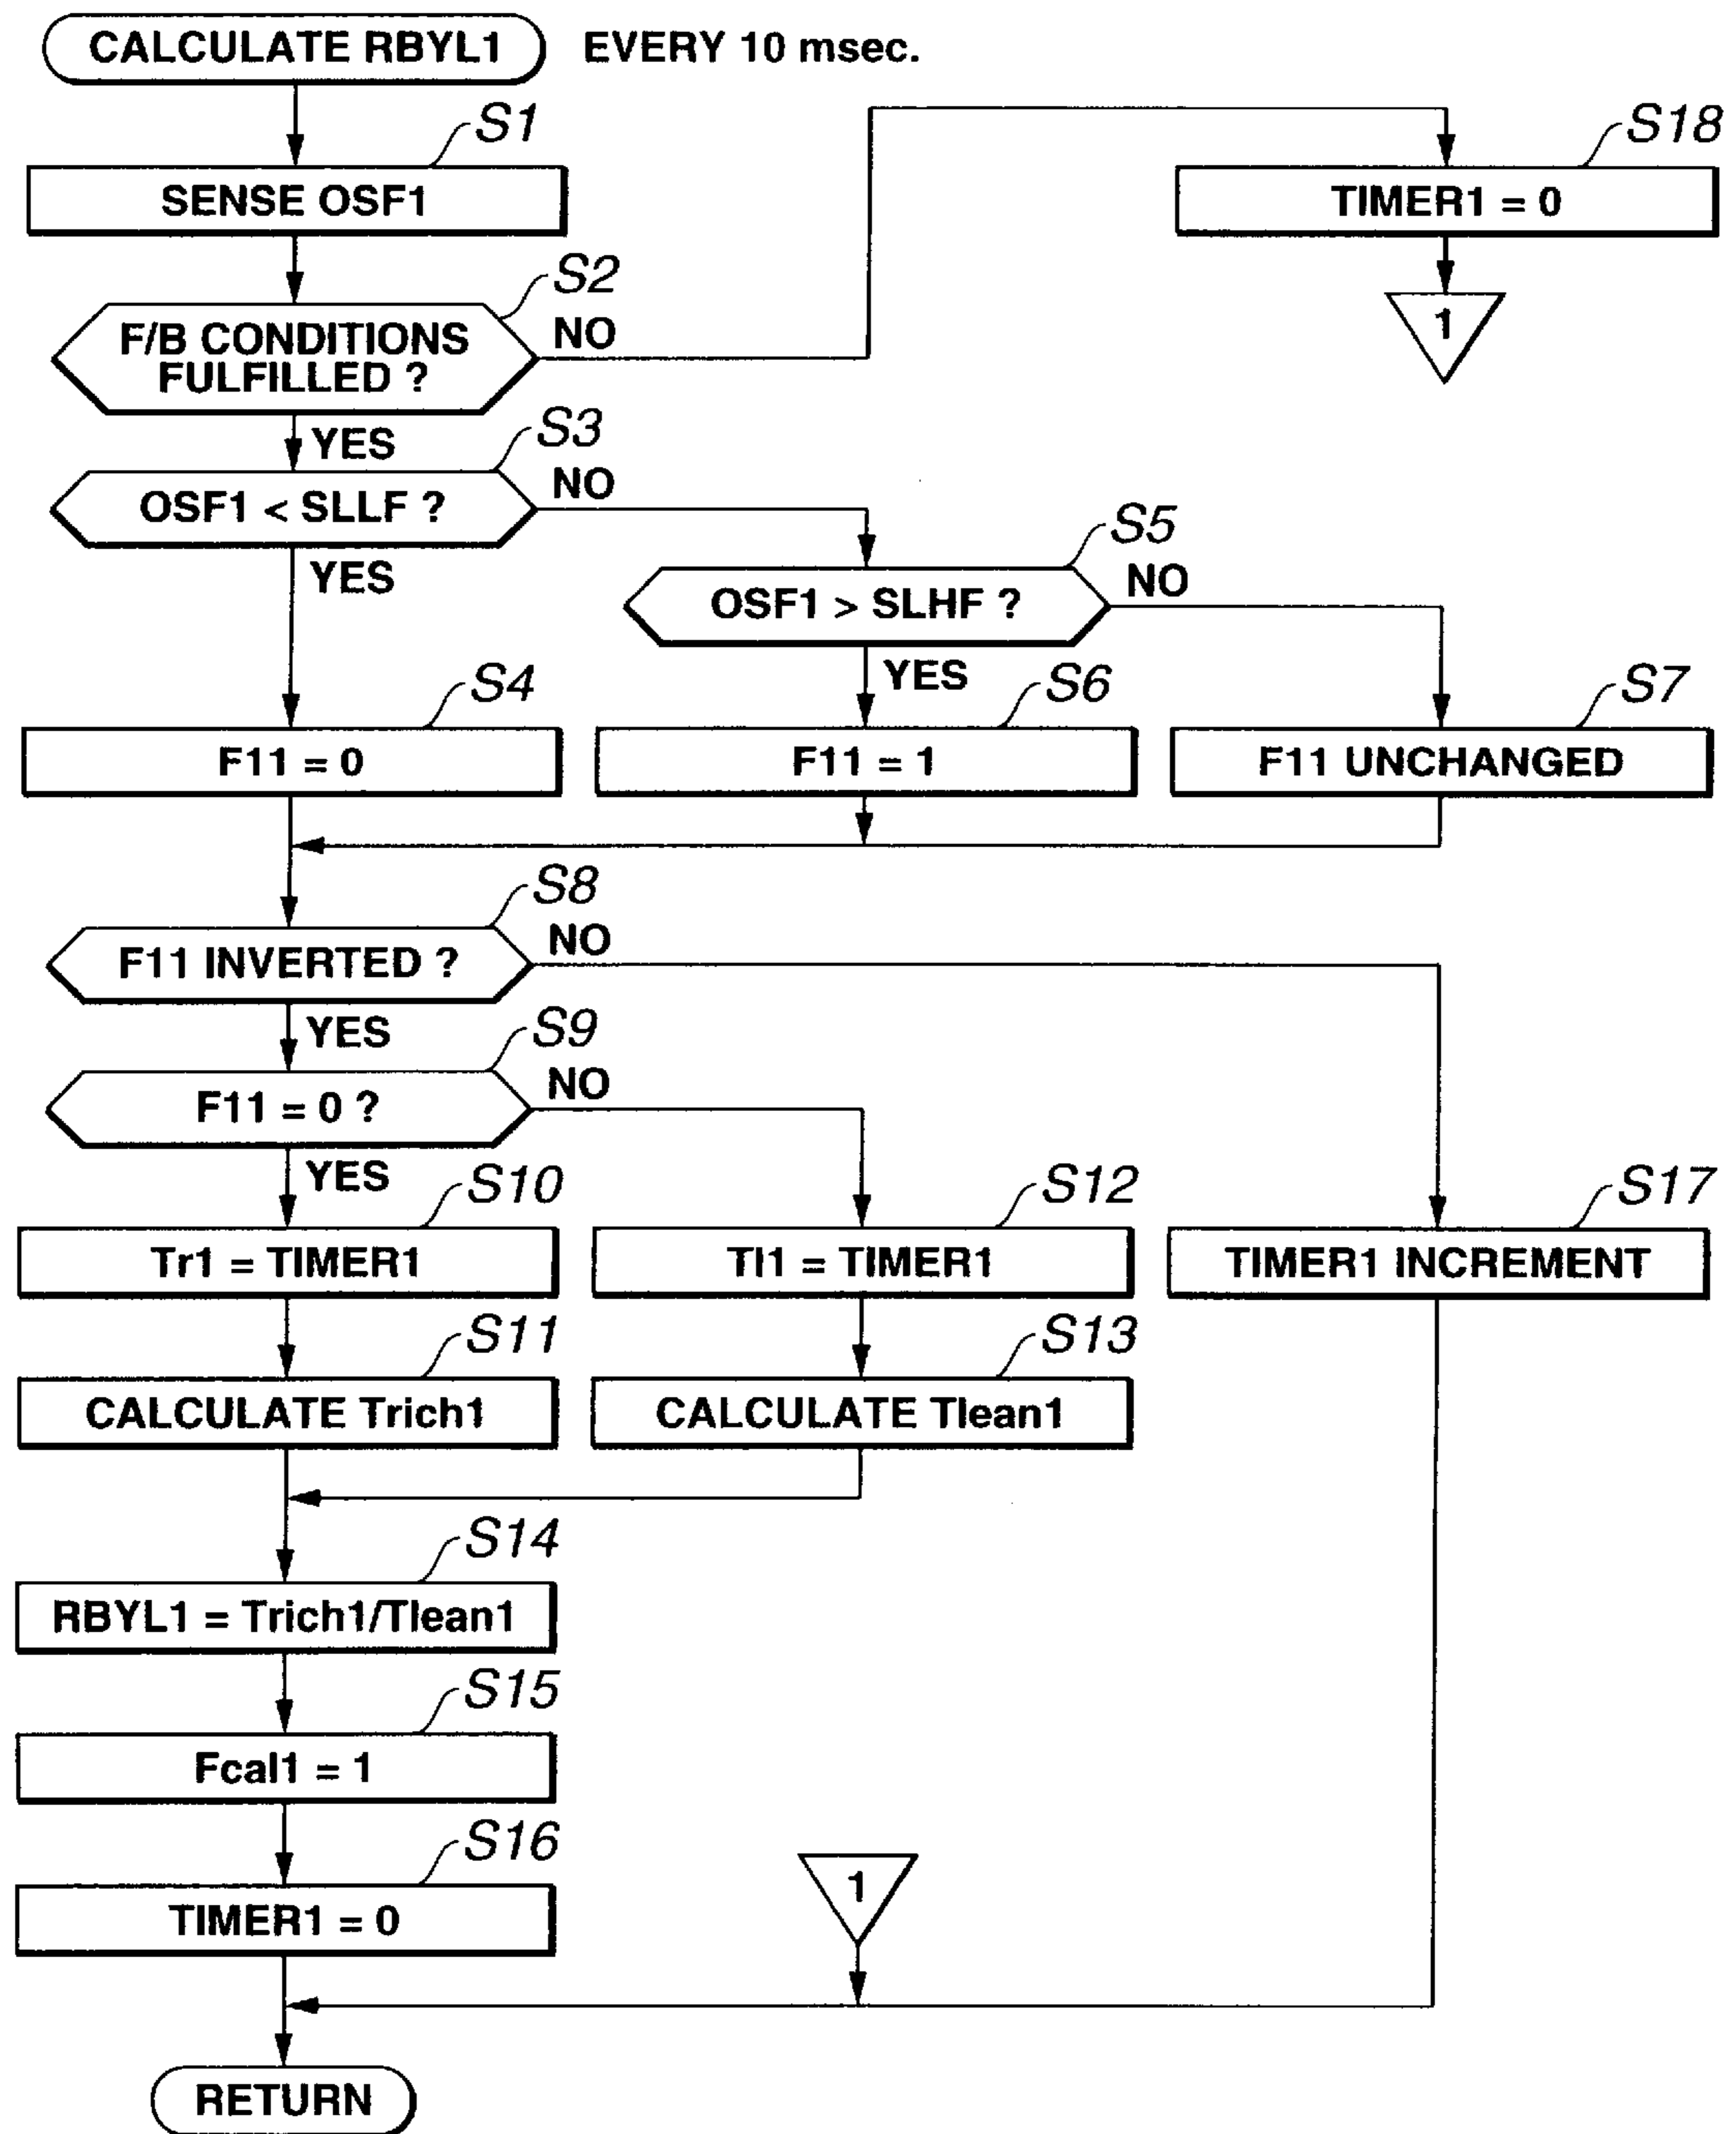 CALCULATE RBYL1
EVERY 10 msec.
S1
SENSE OSF1
S18
TIMER1 = 0
1
S2
F/B CONDITIONS
FULFILLED ?
NO
YES
S3
OSF1 < SLLF ?
NO
YES
S5
OSF1 > SLHF ?
NO
YES
S4
F11 = 0
S6
F11 = 1
S7
F11 UNCHANGED
S8
F11 INVERTED ?
NO
YES
S9
F11 = 0 ?
NO
YES
S10
Tr1 = TIMER1
S12
Tl1 = TIMER1
S17
TIMER1 INCREMENT
S11
CALCULATE Trich1
S13
CALCULATE Tlean1
S14
RBYL1 = Trich1/Tlean1
S15
Fcal1 = 1
S16
TIMER1 = 0
1
RETURN